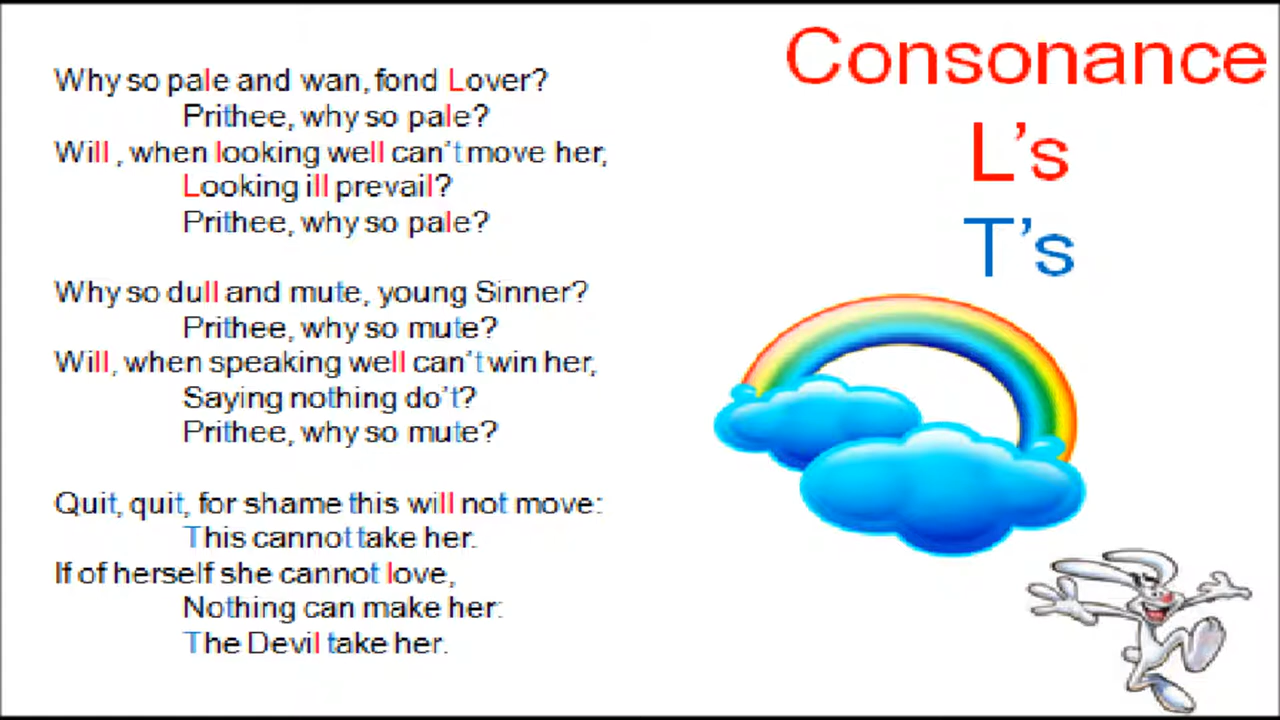 Consonance
L's
T's
Why so pale and wan, fond Lover?
Prithee, why so pale?
Will , when looking well can't move her,
Looking ill prevail?
Prithee, why so pale?
Why so dull and mute, young Sinner?
Prithee, why so mute?
Will, when speaking well can't win her,
Saying nothing do't?
Prithee, why so mute?
Quit, quit, for shame this will not move:
This cannot take her.
If of herself she cannot love,
Nothing can make her:
The Devil take her.